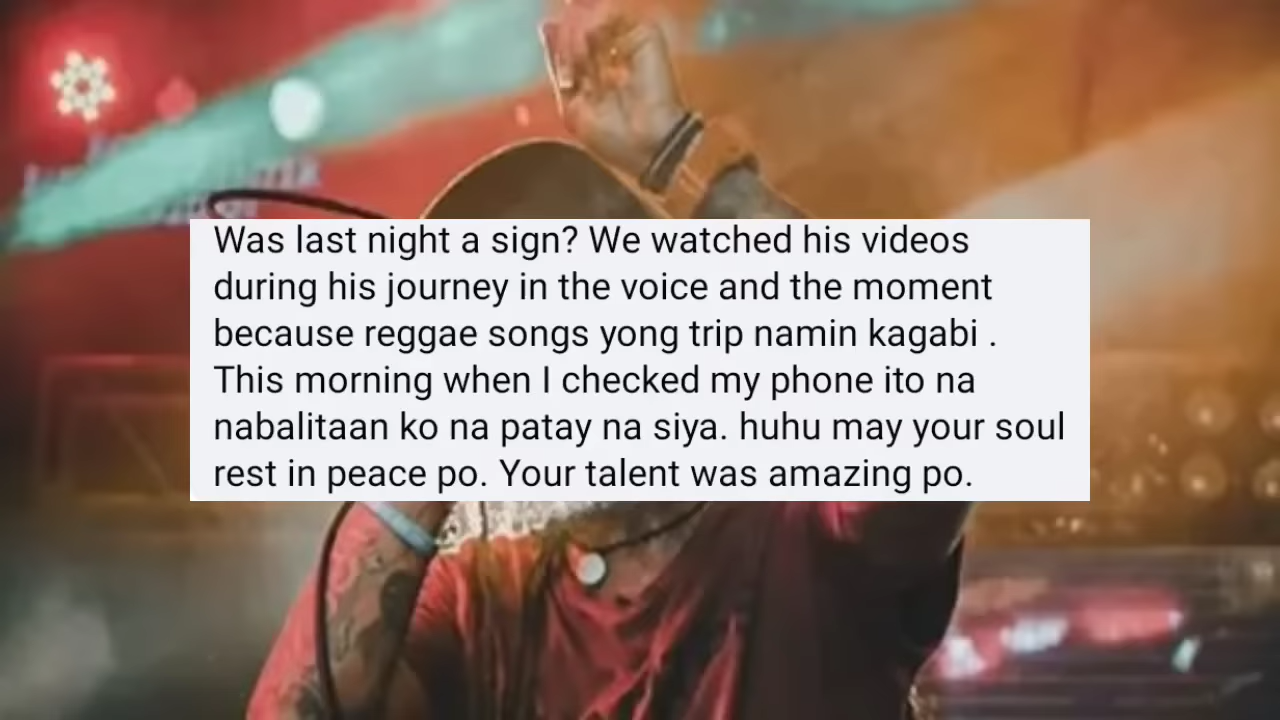 Was last night a sign? We watched his videos
during his journey in the voice and the moment
because reggae songs yong trip namin kagabi .
This morning when I checked my phone ito na
nabalitaan ko na patay na siya. huhu may your soul
rest in peace po. Your talent was amazing po.